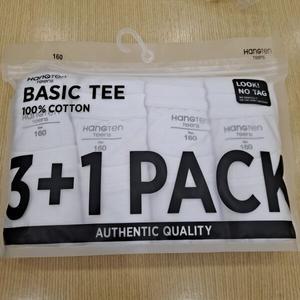 160
HANGTEN
Teens
BASIC TEE
100% COTTON
LOOK!
NO TAG
HANGTEN
Teens
160
HANGTEN
Teens
160
HANGTEN
Teens
160
HANGTEN
Teens
160
3+1 PACK
AUTHENTIC QUALITY